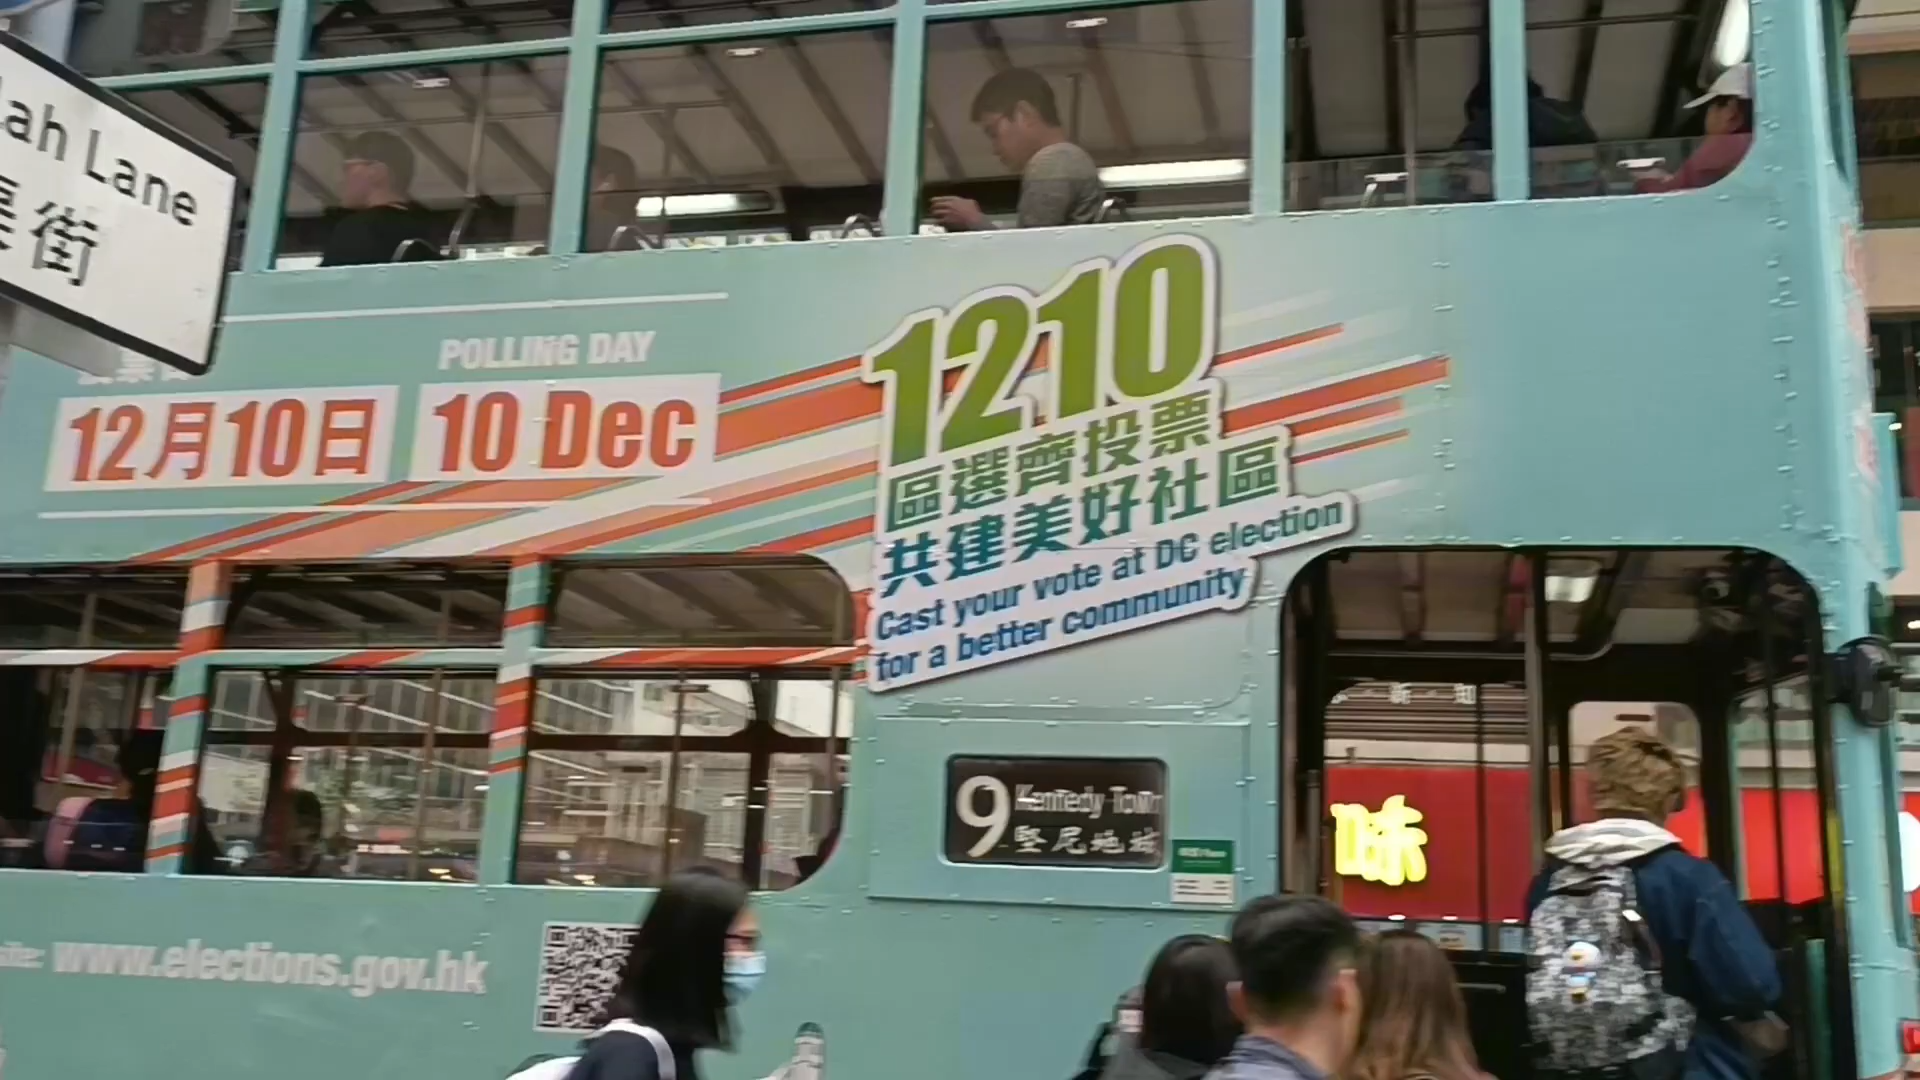 Lane
街
POLLING DAY
12月10日
10 Dec
1210
區選齊投票
共建美好社區
Cast your vote at DC election
for a better community
9
Kennedy Town
堅尼地城
味
www.elections.gov.hk